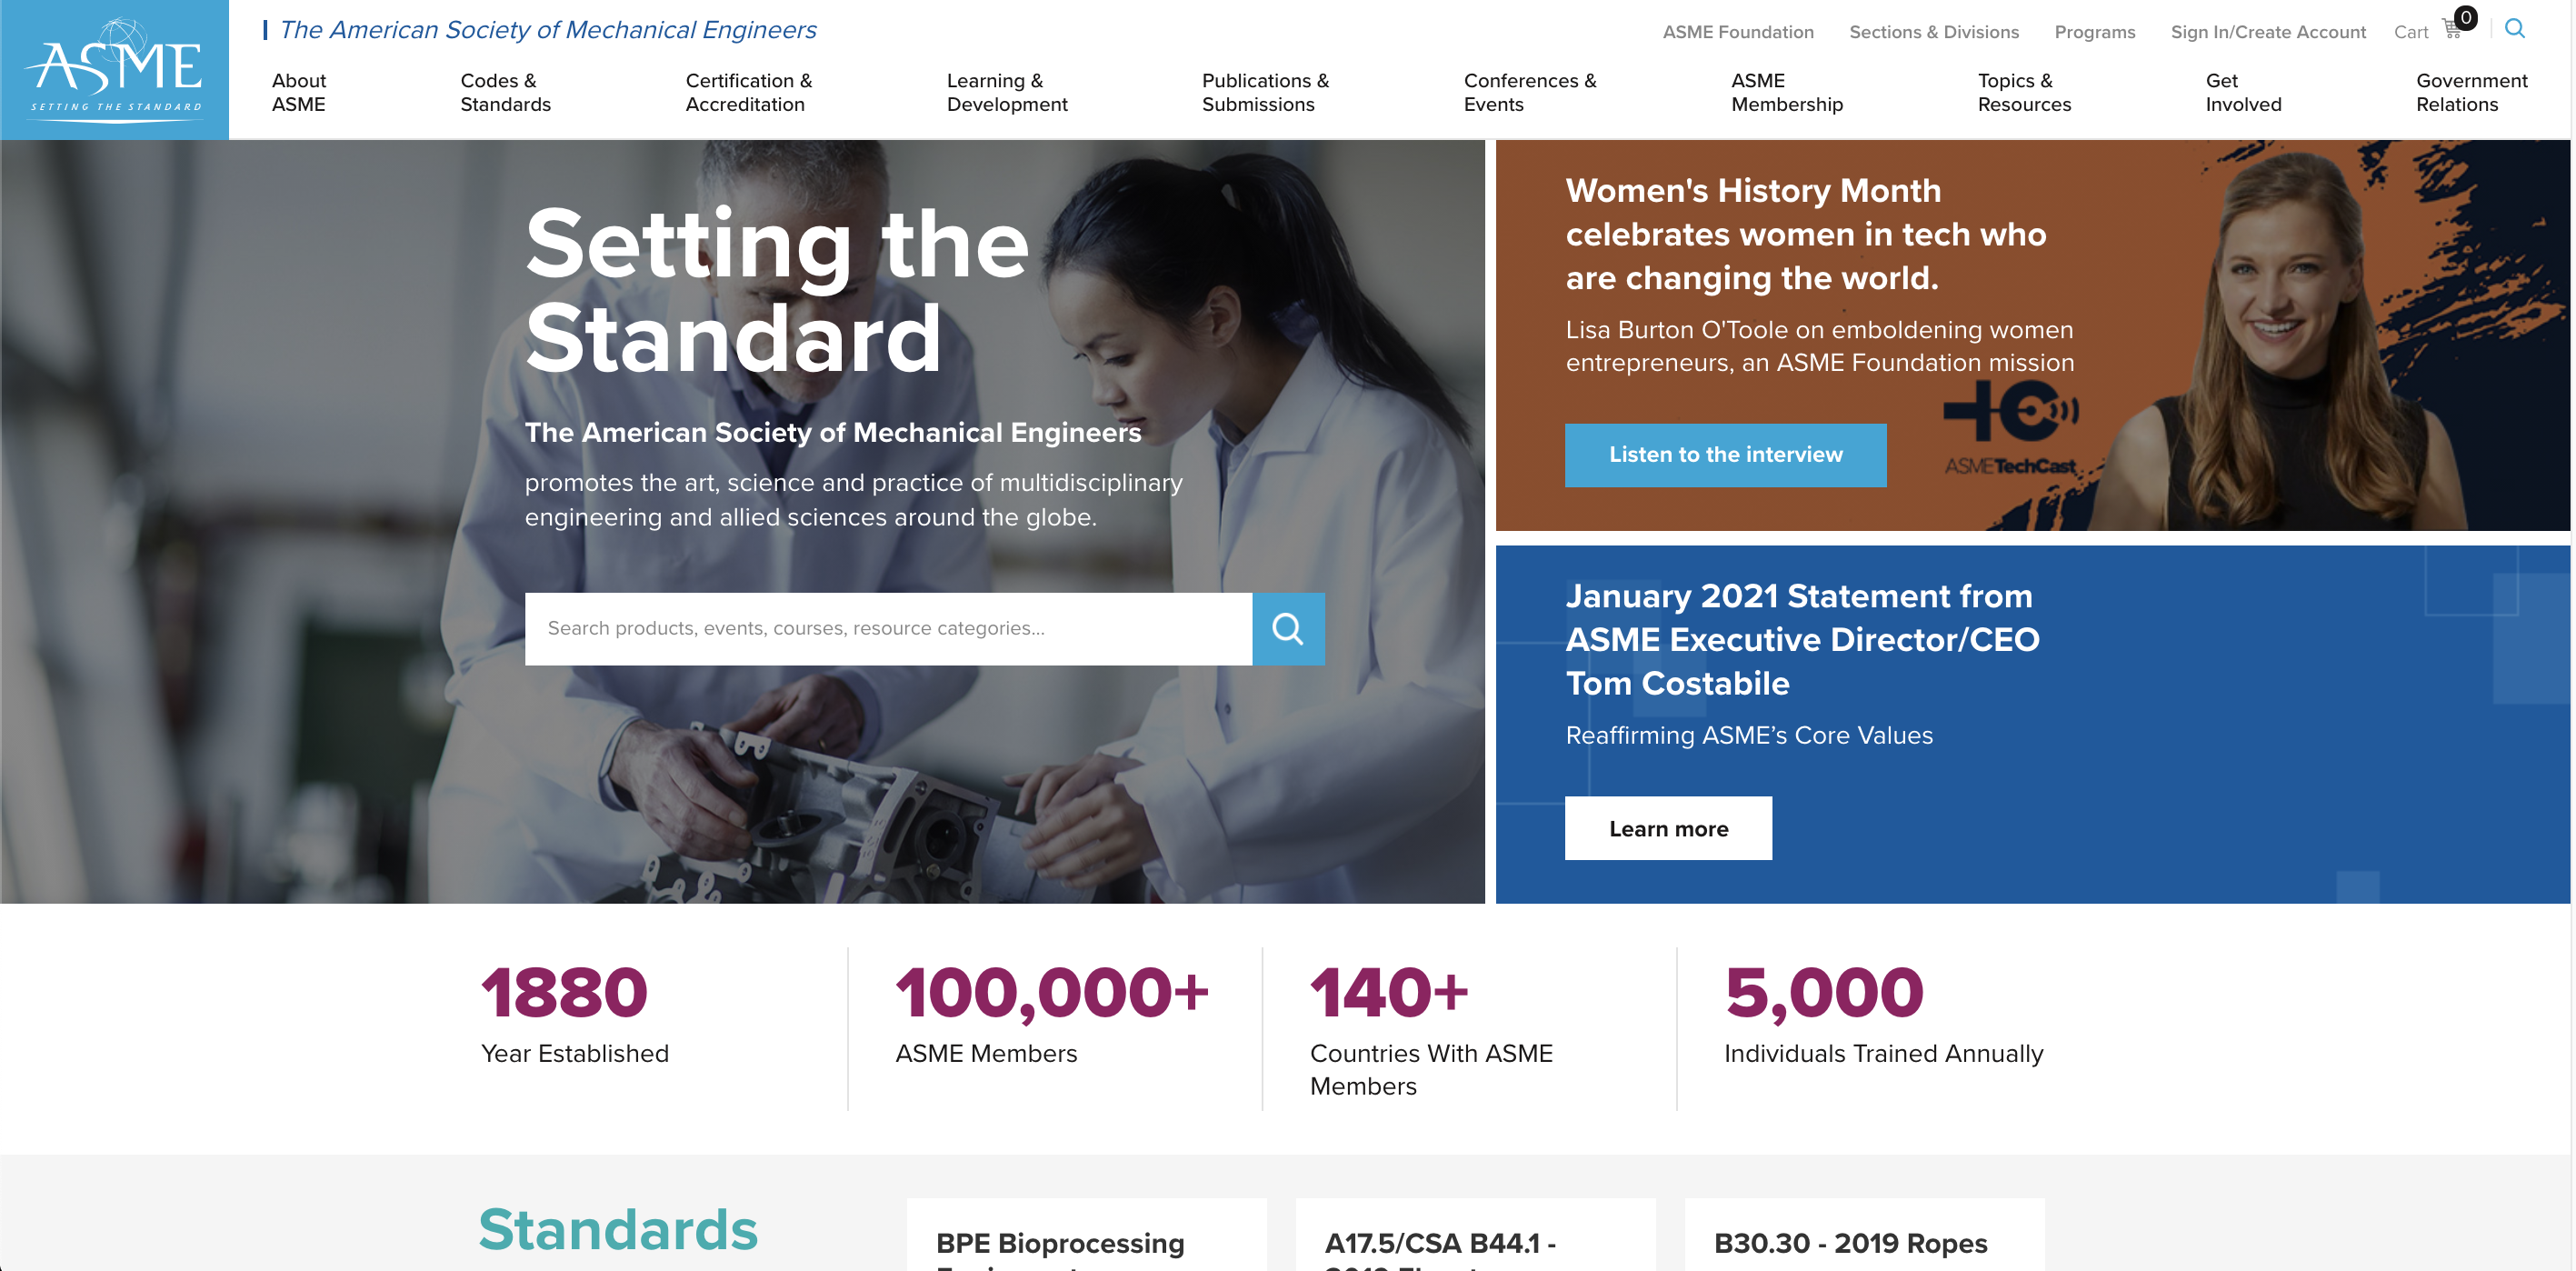 ASME
SETTING THE STANDARD
The American Society of Mechanical Engineers
ASME Foundation
Sections & Divisions
Programs
Sign In/Create Account
Cart
0
About
ASME
Codes &
Standards
Certification &
Accreditation
Learning &
Development
Publications &
Submissions
Conferences &
Events
ASME
Membership
Topics &
Resources
Get
Involved
Government
Relations
Setting the
Standard
The American Society of Mechanical Engineers
promotes the art, science and practice of multidisciplinary
engineering and allied sciences around the globe.
Search products, events, courses, resource categories...
Women's History Month
celebrates women in tech who
are changing the world.
Lisa Burton O'Toole on emboldening women
entrepreneurs, an ASME Foundation mission
Listen to the interview
ASMETechCast
January 2021 Statement from
ASME Executive Director/CEO
Tom Costabile
Reaffirming ASME’s Core Values
Learn more
1880
Year Established
100,000+
ASME Members
140+
Countries With ASME
Members
5,000
Individuals Trained Annually
Standards
BPE Bioprocessing
A17.5/CSA B44.1 -
B30.30 - 2019 Ropes